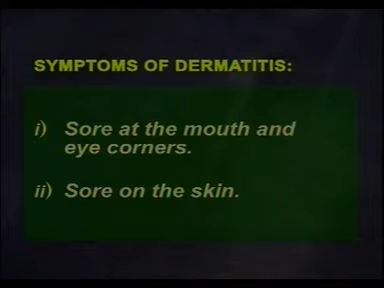 SYMPTOMS OF DERMATITIS:
i) Sore at the mouth and
eye corners.
ii) Sore on the skin.